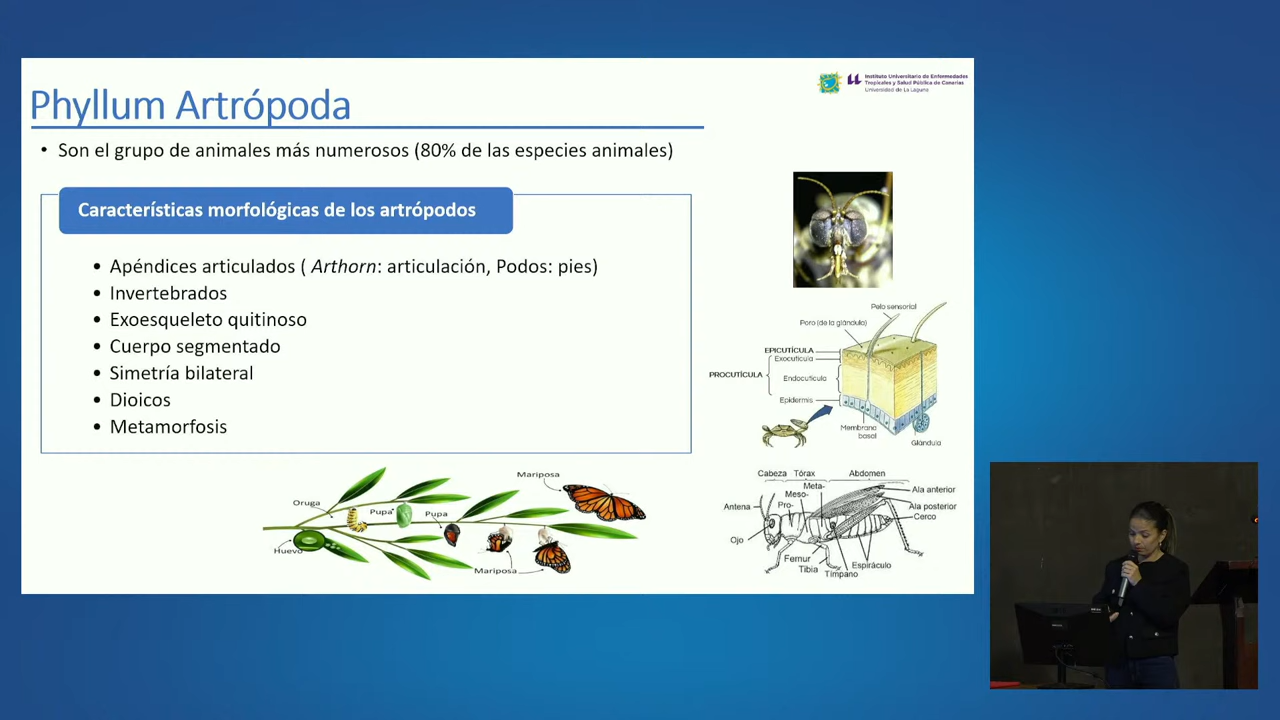 Phyllum Artrópoda
Instituto Universitario de Enfermedades
Tropicales y Salud Pública de Canarias
Universidad de La Laguna
• Son el grupo de animales más numerosos (80% de las especies animales)
Características morfológicas de los artrópodos
• Apéndices articulados ( Arthorn: articulación, Podos: pies)
• Invertebrados
• Exoesqueleto quitinoso
• Cuerpo segmentado
• Simetría bilateral
• Dioicos
• Metamorfosis
Pelo sensorial
Poro (de la glándula)
EPICUTÍCULA
Exocutícula
PROCUTÍCULA
Endocutícula
Epidermis
Membrana
basal
Glándula
Mariposa
Oruga
Pupa
Pupa
Huevo
Mariposa
Cabeza Tórax Abdomen
Meta-
Meso-
Pro-
Antena
Ala anterior
Ala posterior
Cerco
Ojo
Femur
Tibia
Tímpano
Espiráculo